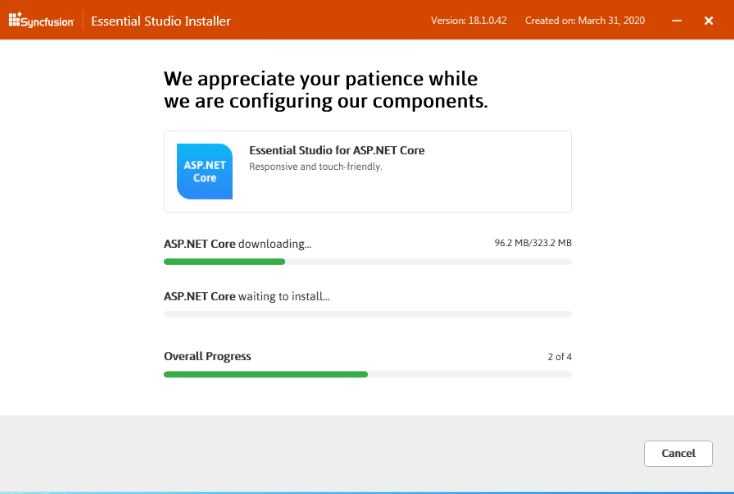 Syncfusion Essential Studio Installer Version: 18.1.0.42 Created on: March 31, 2020
We appreciate your patience while
we are configuring our components.
ASP.NET
Core
Essential Studio for ASP.NET Core
Responsive and touch-friendly.
ASP.NET Core downloading... 96.2 MB/323.2 MB
ASP.NET Core waiting to install...
Overall Progress 2 of 4
Cancel